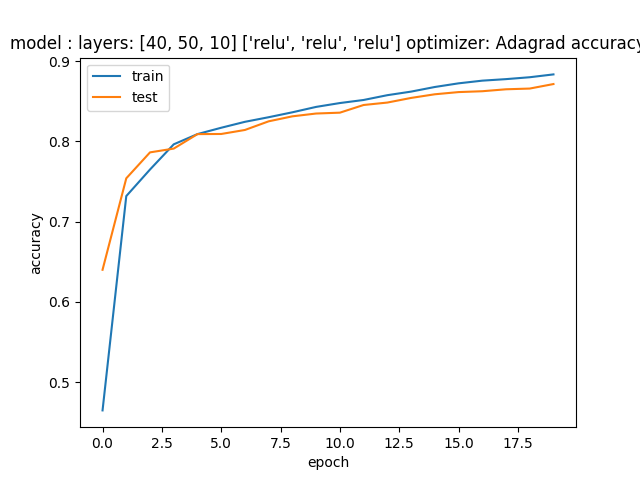 model : layers: [40, 50, 10] ['relu', 'relu', 'relu'] optimizer: Adagrad accuracy
0.9
train
test
0.8
0.7
accuracy
0.6
0.5
0.0 2.5 5.0 7.5 10.0 12.5 15.0 17.5
epoch